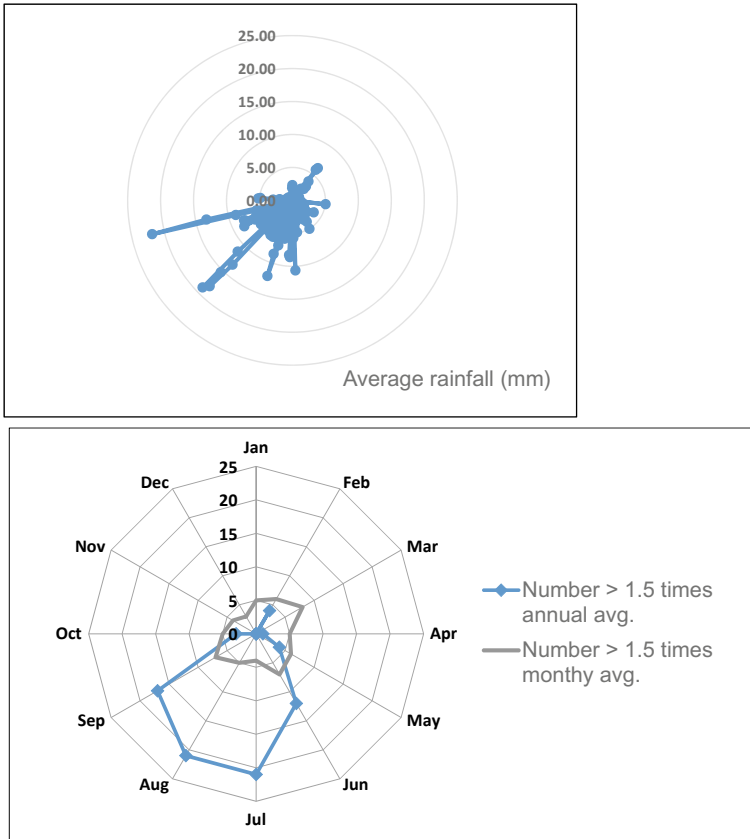 25.00
20.00
15.00
10.00
5.00
0.00
Average rainfall (mm)
Jan
Feb
Mar
Apr
May
Jun
Jul
Aug
Sep
Oct
Nov
Dec
25
20
15
10
5
0
Number > 1.5 times
annual avg.
Number > 1.5 times
monthy avg.